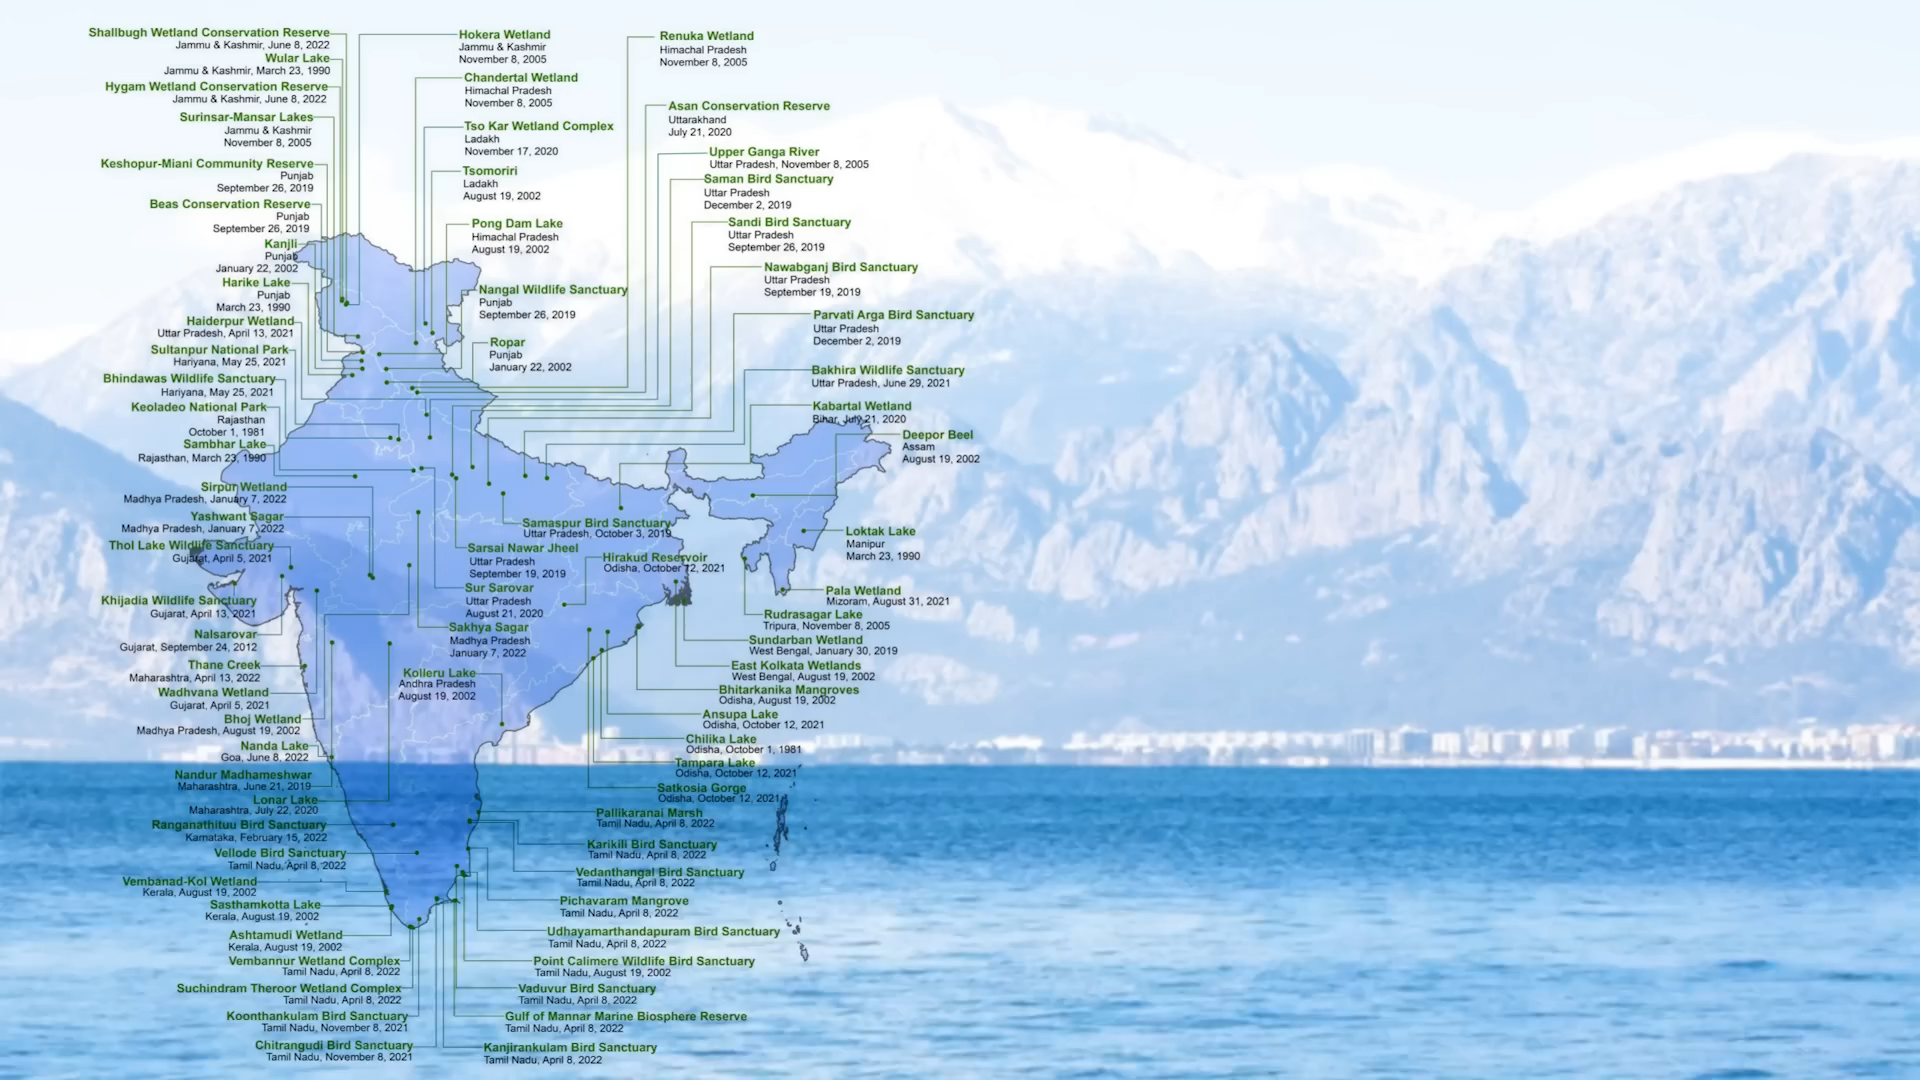 Shallbugh Wetland Conservation Reserve
Jammu & Kashmir, June 8, 2022
Wular Lake
Jammu & Kashmir, March 23, 1990
Hygam Wetland Conservation Reserve
Jammu & Kashmir, June 8, 2022
Surinsar-Mansar Lakes
Jammu & Kashmir
November 8, 2005
Keshopur-Miani Community Reserve
Punjab
September 26, 2019
Beas Conservation Reserve
Punjab
September 26, 2019
Kanjli
Punjab
January 22, 2002
Harike Lake
Punjab
March 23, 1990
Haiderpur Wetland
Uttar Pradesh, April 13, 2021
Sultanpur National Park
Hariyana, May 25, 2021
Bhindawas Wildlife Sanctuary
Hariyana, May 25, 2021
Keoladeo National Park
Rajasthan
October 1, 1981
Sambhar Lake
Rajasthan, March 23, 1990
Sirpur Wetland
Madhya Pradesh, January 7, 2022
Yashwant Sagar
Madhya Pradesh, January 7, 2022
Thol Lake Wildlife Sanctuary
Gujarat, April 5, 2021
Khijadia Wildlife Sanctuary
Gujarat, April 13, 2021
Nalsarovar
Gujarat, September 24, 2012
Thane Creek
Maharashtra, April 13, 2022
Wadhvana Wetland
Gujarat, April 5, 2021
Bhoj Wetland
Madhya Pradesh, August 19, 2002
Nanda Lake
Goa, June 8, 2022
Nandur Madhameshwar
Maharashtra, June 21, 2019
Lonar Lake
Maharashtra, July 22, 2020
Ranganathituu Bird Sanctuary
Karnataka, February 15, 2022
Vellode Bird Sanctuary
Tamil Nadu, April 8, 2022
Vembanad-Kol Wetland
Kerala, August 19, 2002
Sasthamkotta Lake
Kerala, August 19, 2002
Ashtamudi Wetland
Kerala, August 19, 2002
Vembannur Wetland Complex
Tamil Nadu, April 8, 2022
Suchindram Theroor Wetland Complex
Tamil Nadu, April 8, 2022
Koonthankulam Bird Sanctuary
Tamil Nadu, November 8, 2021
Chitrangudi Bird Sanctuary
Tamil Nadu, November 8, 2021
Hokera Wetland
Jammu & Kashmir
November 8, 2005
Chandertal Wetland
Himachal Pradesh
November 8, 2005
Tso Kar Wetland Complex
Ladakh
November 17, 2020
Tsomoriri
Ladakh
August 19, 2002
Pong Dam Lake
Himachal Pradesh
August 19, 2002
Nangal Wildlife Sanctuary
Punjab
September 26, 2019
Ropar
Punjab
January 22, 2002
Renuka Wetland
Himachal Pradesh
November 8, 2005
Asan Conservation Reserve
Uttarakhand
July 21, 2020
Upper Ganga River
Uttar Pradesh, November 8, 2005
Saman Bird Sanctuary
Uttar Pradesh
December 2, 2019
Sandi Bird Sanctuary
Uttar Pradesh
September 26, 2019
Nawabganj Bird Sanctuary
Uttar Pradesh
September 19, 2019
Parvati Arga Bird Sanctuary
Uttar Pradesh
December 2, 2019
Bakhira Wildlife Sanctuary
Uttar Pradesh, June 29, 2021
Kabartal Wetland
Bihar, July 21, 2020
Deepor Beel
Assam
August 19, 2002
Samaspur Bird Sanctuary
Uttar Pradesh, October 3, 2019
Sarsai Nawar Jheel
Uttar Pradesh
September 19, 2019
Hirakud Reservoir
Odisha, October 12, 2021
Sur Sarovar
Uttar Pradesh
August 21, 2020
Sakhya Sagar
Madhya Pradesh
January 7, 2022
Kolleru Lake
Andhra Pradesh
August 19, 2002
Loktak Lake
Manipur
March 23, 1990
Pala Wetland
Mizoram, August 31, 2021
Rudrasagar Lake
Tripura, November 8, 2005
Sundarban Wetland
West Bengal, January 30, 2019
East Kolkata Wetlands
West Bengal, August 19, 2002
Bhitarkanika Mangroves
Odisha, August 19, 2002
Ansupa Lake
Odisha, October 12, 2021
Chilika Lake
Odisha, October 1, 1981
Tampara Lake
Odisha, October 12, 2021
Satkosia Gorge
Odisha, October 12, 2021
Pallikaranai Marsh
Tamil Nadu, April 8, 2022
Karikili Bird Sanctuary
Tamil Nadu, April 8, 2022
Vedanthangal Bird Sanctuary
Tamil Nadu, April 8, 2022
Pichavaram Mangrove
Tamil Nadu, April 8, 2022
Udhayamarthandapuram Bird Sanctuary
Tamil Nadu, April 8, 2022
Point Calimere Wildlife Bird Sanctuary
Tamil Nadu, August 19, 2002
Vaduvur Bird Sanctuary
Tamil Nadu, April 8, 2022
Gulf of Mannar Marine Biosphere Reserve
Tamil Nadu, April 8, 2022
Kanjirankulam Bird Sanctuary
Tamil Nadu, April 8, 2022